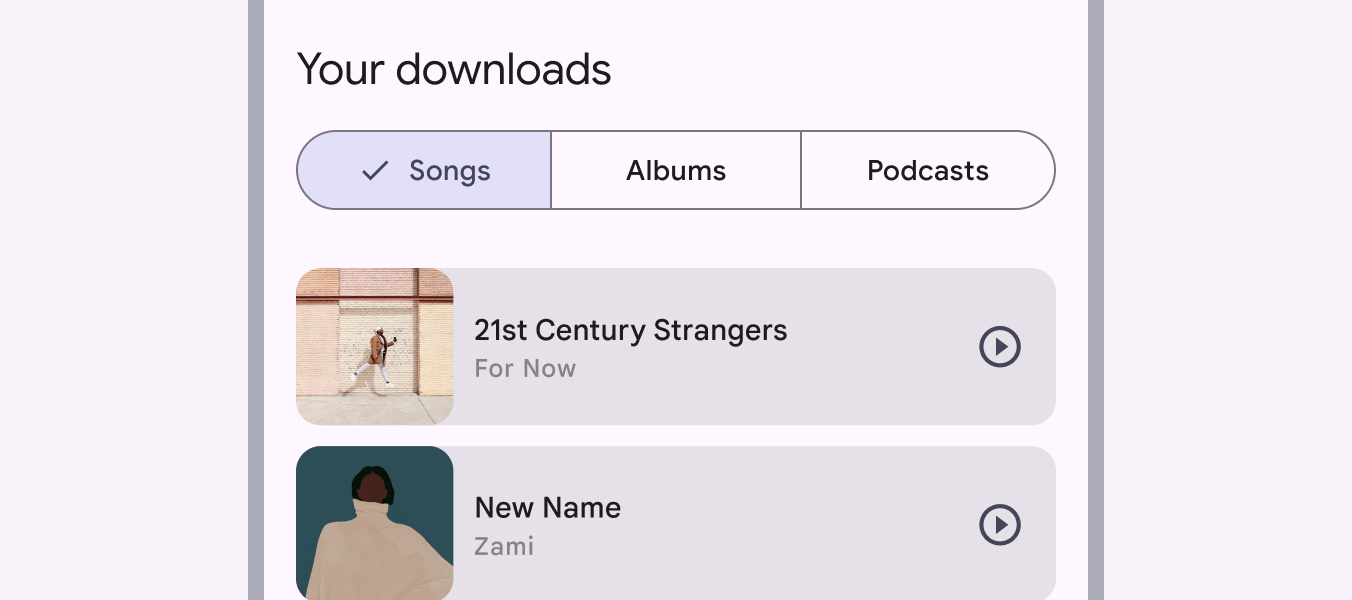 Your downloads
Songs
Albums
Podcasts
21st Century Strangers
For Now
New Name
Zami